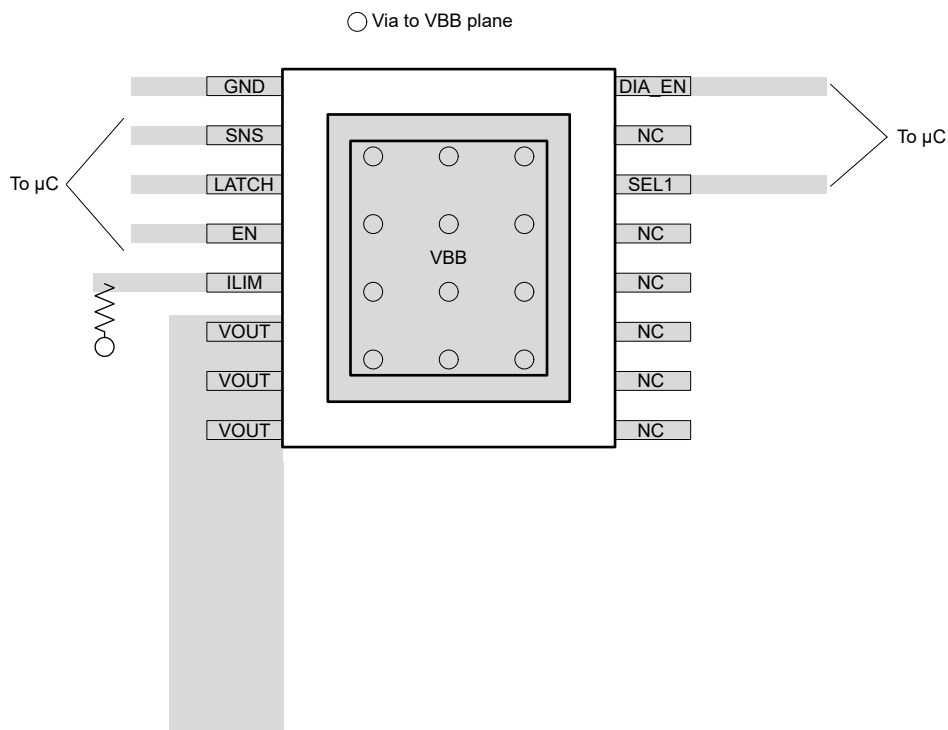 Via to VBB plane
GND
SNS
LATCH
EN
ILIM
VOUT
VOUT
VOUT
To µC
VBB
DIA_EN
NC
SEL1
NC
NC
NC
NC
NC
To µC